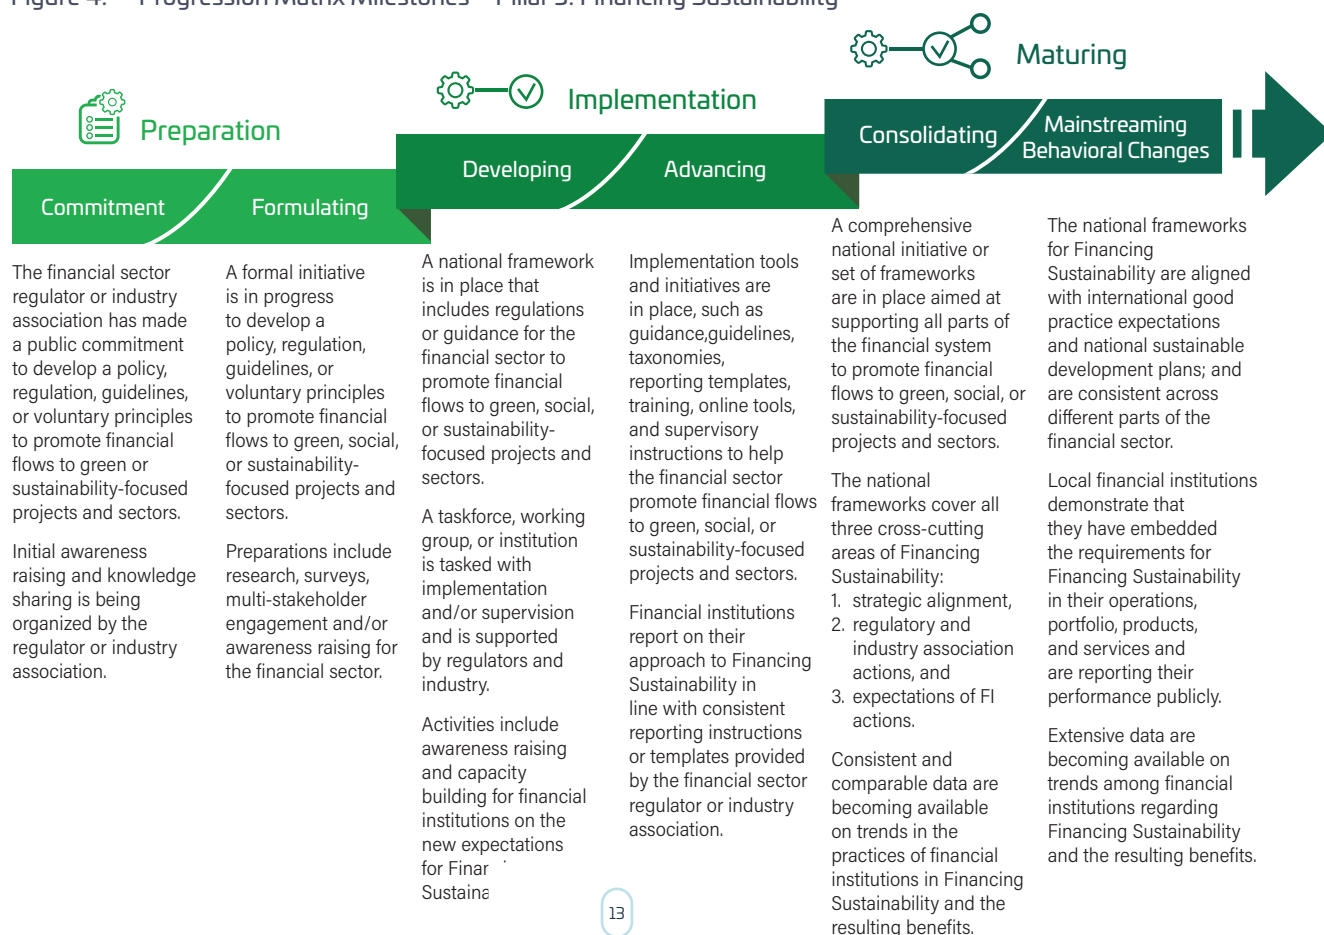 Figure 4. Progression Matrix Milestones – Pillar 3: Financing Sustainability
Preparation
Commitment
Formulating
The financial sector
regulator or industry
association has made
a public commitment
to develop a policy,
regulation, guidelines,
or voluntary principles
to promote financial
flows to green or
sustainability-focused
projects and sectors.
Initial awareness
raising and knowledge
sharing is being
organized by the
regulator or industry
association.
A formal initiative
is in progress
to develop a
policy, regulation,
guidelines, or
voluntary principles
to promote financial
flows to green, social,
or sustainability-
focused projects and
sectors.
Preparations include
research, surveys,
multi-stakeholder
engagement and/or
awareness raising for
the financial sector.
Implementation
Developing
Advancing
A national framework
is in place that
includes regulations
or guidance for the
financial sector to
promote financial
flows to green, social,
or sustainability-
focused projects and
sectors.
A taskforce, working
group, or institution
is tasked with
implementation
and/or supervision
and is supported
by regulators and
industry.
Activities include
awareness raising
and capacity
building for financial
institutions on the
new expectations
for
Implementation tools
and initiatives are
in place, such as
guidance,guidelines,
taxonomies,
reporting templates,
training, online tools,
and supervisory
instructions to help
the financial sector
promote financial flows
to green, social, or
sustainability-focused
projects and sectors.
Financial institutions
report on their
approach to Financing
Sustainability in
line with consistent
reporting instructions
or templates provided
by the financial sector
regulator or industry
association.
Maturing
Consolidating
Mainstreaming
Behavioral Changes
A comprehensive
national initiative or
set of frameworks
are in place aimed at
supporting all parts of
the financial system
to promote financial
flows to green, social, or
sustainability-focused
projects and sectors.
The national
frameworks cover all
three cross-cutting
areas of Financing
Sustainability:
1. strategic alignment,
2. regulatory and
industry association
actions, and
3. expectations of FI
actions.
Consistent and
comparable data are
becoming available
on trends in the
practices of financial
institutions in Financing
Sustainability and the
resulting benefits.
The national frameworks
for Financing
Sustainability are aligned
with international good
practice expectations
and national sustainable
development plans; and
are consistent across
different parts of the
financial sector.
Local financial institutions
demonstrate that
they have embedded
the requirements for
Financing Sustainability
in their operations,
portfolio, products,
and services and
are reporting their
performance publicly.
Extensive data are
becoming available on
trends among financial
institutions regarding
Financing Sustainability
and the resulting benefits.
13